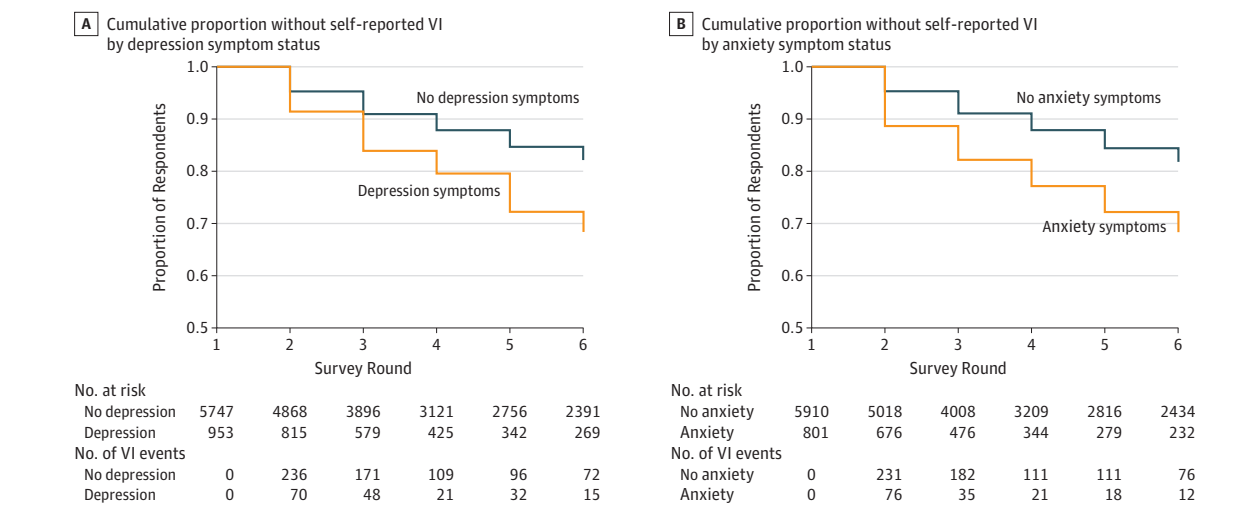 A Cumulative proportion without self-reported VI
by depression symptom status
1.0
0.9
0.8
0.7
0.6
0.5
Proportion of Respondents
No depression symptoms
Depression symptoms
1 2 3 4 5 6
Survey Round
No. at risk
No depression 5747 4868 3896 3121 2756 2391
Depression 953 815 579 425 342 269
No. of VI events
No depression 0 236 171 109 96 72
Depression 0 70 48 21 32 15
B Cumulative proportion without self-reported VI
by anxiety symptom status
1.0
0.9
0.8
0.7
0.6
0.5
Proportion of Respondents
No anxiety symptoms
Anxiety symptoms
1 2 3 4 5 6
Survey Round
No. at risk
No anxiety 5910 5018 4008 3209 2816 2434
Anxiety 801 676 476 344 279 232
No. of VI events
No anxiety 0 231 182 111 111 76
Anxiety 0 76 35 21 18 12